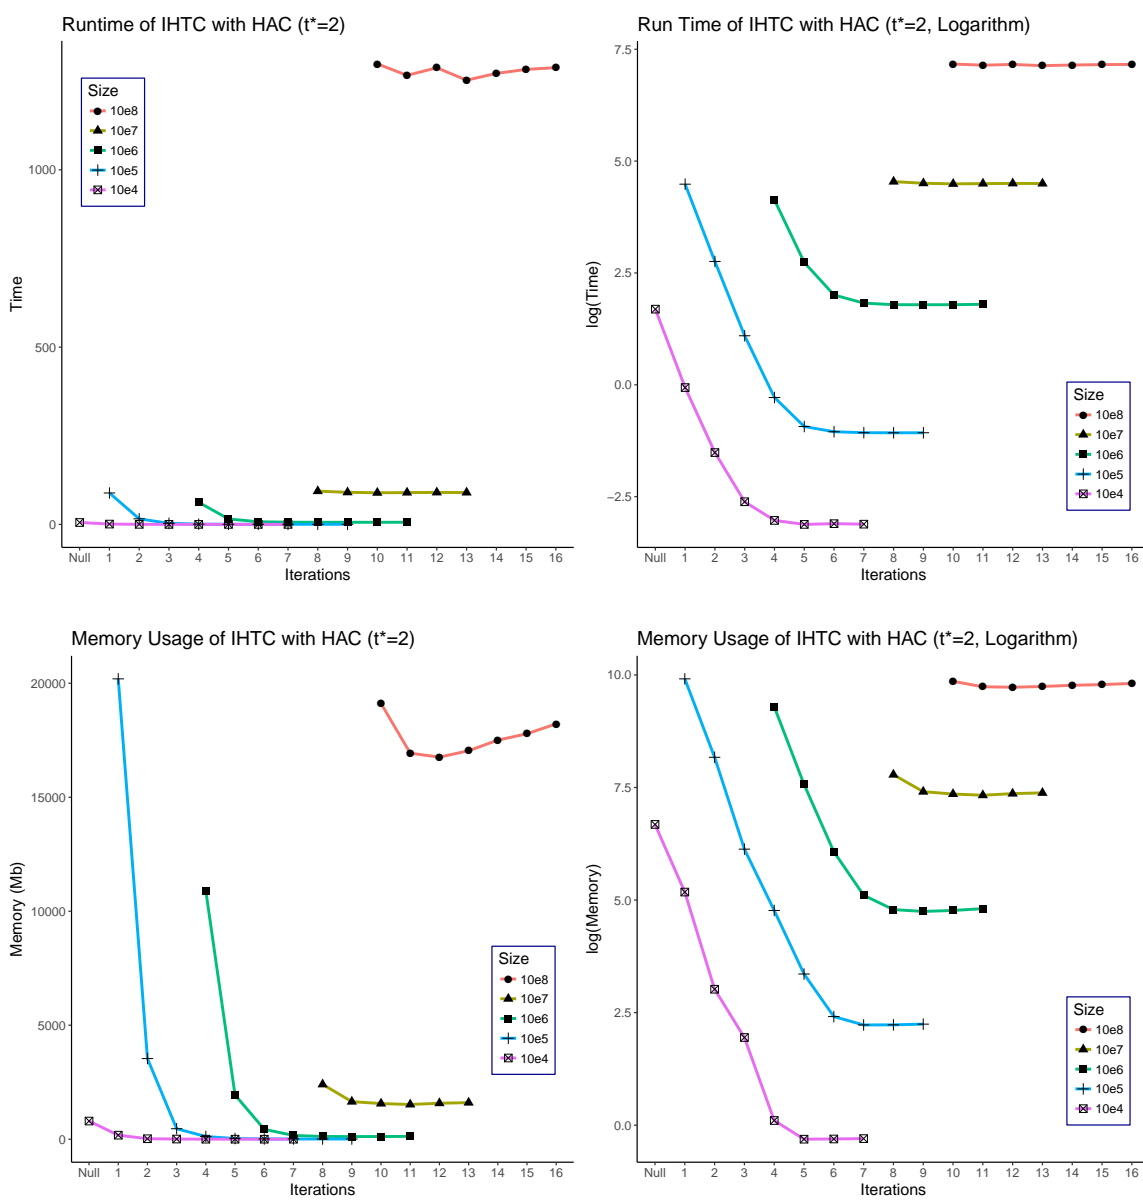 Runtime of IHTC with HAC (t*=2)
1000
500
0
Time
Size
10e8
10e7
10e6
10e5
10e4
Null 1 2 3 4 5 6 7 8 9 10 11 12 13 14 15 16
Iterations
Run Time of IHTC with HAC (t*=2, Logarithm)
7.5
5.0
2.5
0.0
−2.5
log(Time)
Size
10e8
10e7
10e6
10e5
10e4
Null 1 2 3 4 5 6 7 8 9 10 11 12 13 14 15 16
Iterations
Memory Usage of IHTC with HAC (t*=2)
20000
15000
10000
5000
0
Memory (Mb)
Size
10e8
10e7
10e6
10e5
10e4
Null 1 2 3 4 5 6 7 8 9 10 11 12 13 14 15 16
Iterations
Memory Usage of IHTC with HAC (t*=2, Logarithm)
10.0
7.5
5.0
2.5
0.0
log(Memory)
Size
10e8
10e7
10e6
10e5
10e4
Null 1 2 3 4 5 6 7 8 9 10 11 12 13 14 15 16
Iterations